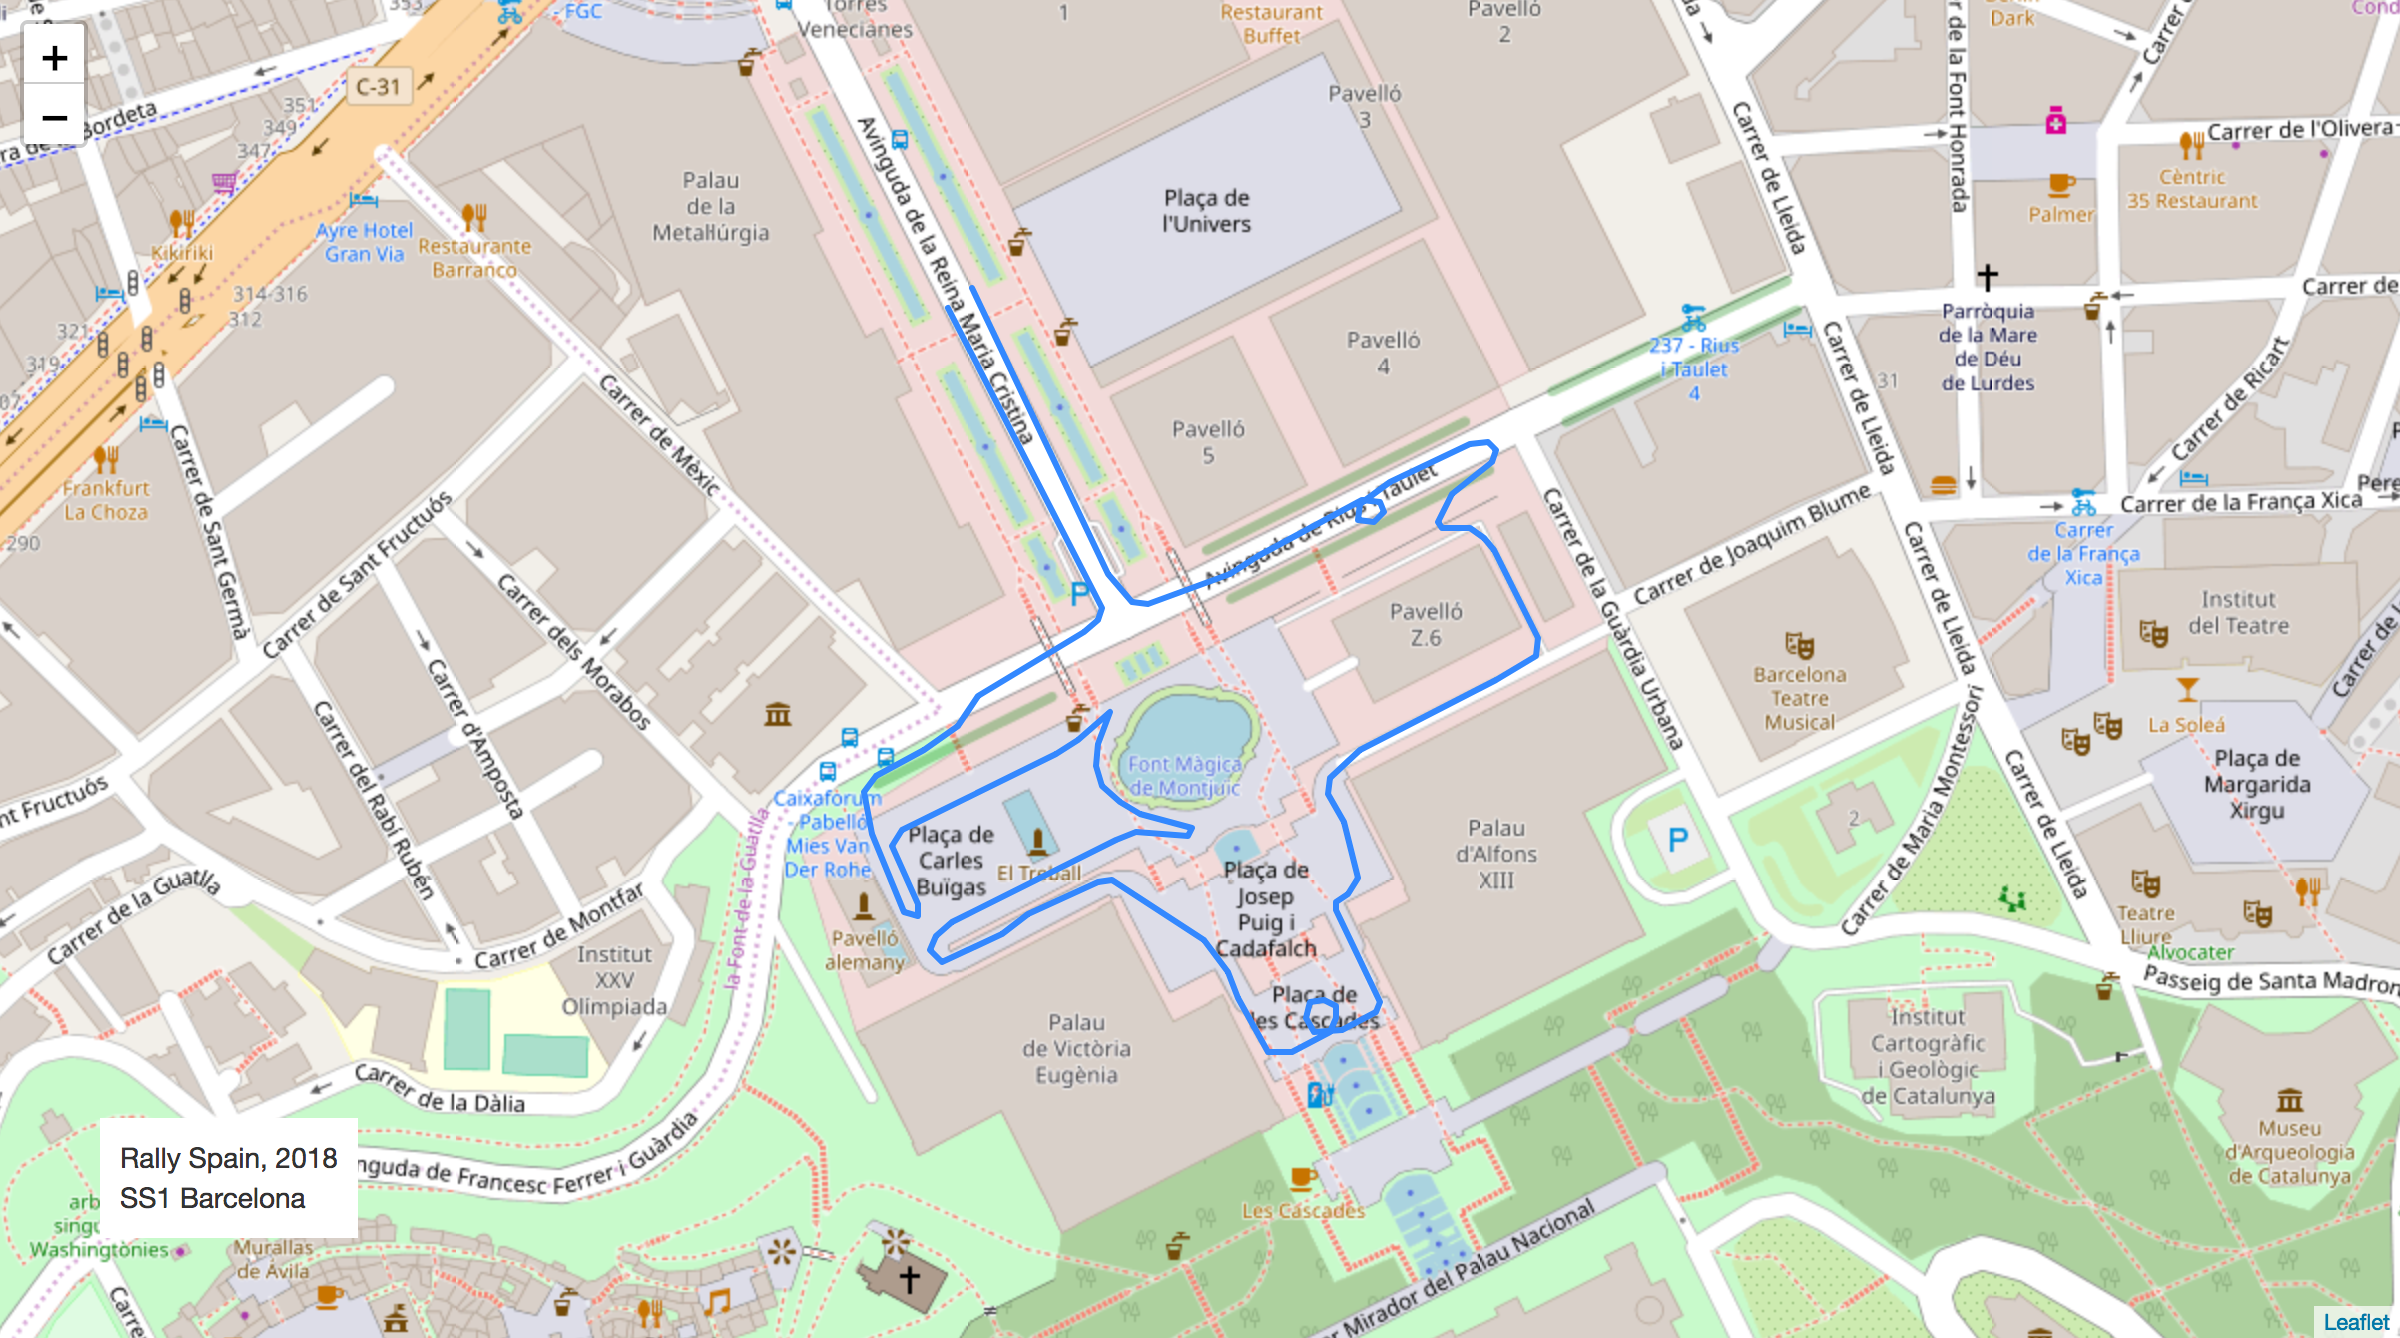 +
−
353
- FGC
Torres
Venecianes
1
Restaurant
Buffet
Pavelló
2
Dark
C-31
351
349
347
Bordeta
Kikiriki
Ayre Hotel
Gran Via
Restaurante
Barranco
314-316
312
321
319
Palau
de la
Metal·lúrgia
Avinguda de la Reina Maria Cristina
Pavelló
3
Plaça de
l'Univers
Pavelló
4
Pavelló
5
Carrer de Lleida
r de la Font Honrada
Carrer de l'Olivera
Cèntric
35 Restaurant
Palmer
Parròquia
de la Mare
de Déu
de Lurdes
Carrer de
237 - Rius
i Taulet
4
31
Carrer de Lleida
Carrer de Ricart
Carrer de la França Xica
Pere
Carrer
de la França
Xica
Frankfurt
La Choza
290
Carrer de Sant Germà
Carrer de Mèxic
Carrer de Sant Fructuós
Carrer dels Morabos
Carrer d'Amposta
Carrer del Rabí Rubén
nt Fructuós
Carrer de la Guatlla
Carrer de Montfar
Institut
XXV
Olímpiada
Carrer de la Dàlia
nguda de Francesc Ferrer i Guàrdia
la Font de la Guatlla
P
Avinguda de Rius i Taulet
Pavelló
Z.6
Carrer de la Guàrdia Urbana
Carrer de Joaquim Blume
Carrer de Lleida
Institut
del Teatre
Carrer de
Barcelona
Teatre
Musical
La Soleá
Plaça de
Margarida
Xirgu
Carrer de Maria Montessori
Carrer de Lleida
2
P
Teatre
Lliure
Alvocater
Passeig de Santa Madron
Caixaforum
- Pabelló
Mies Van
Der Rohe
Font Màgica
de Montjuïc
Plaça de
Carles
Buïgas
El Treball
Pavelló
alemany
Plaça de
Josep
Puig i
Cadafalch
Palau
d'Alfons
XIII
Plaça de
les Cascades
Palau
de Victòria
Eugènia
Les Cascades
Institut
Cartogràfic
i Geològic
de Catalunya
Museu
d'Arqueologia
de Catalunya
er Mirador del Palau Nacional
Rally Spain, 2018
SS1 Barcelona
arb
singu
Washingtònies
Murallas
de Ávila
Carre
Leaflet